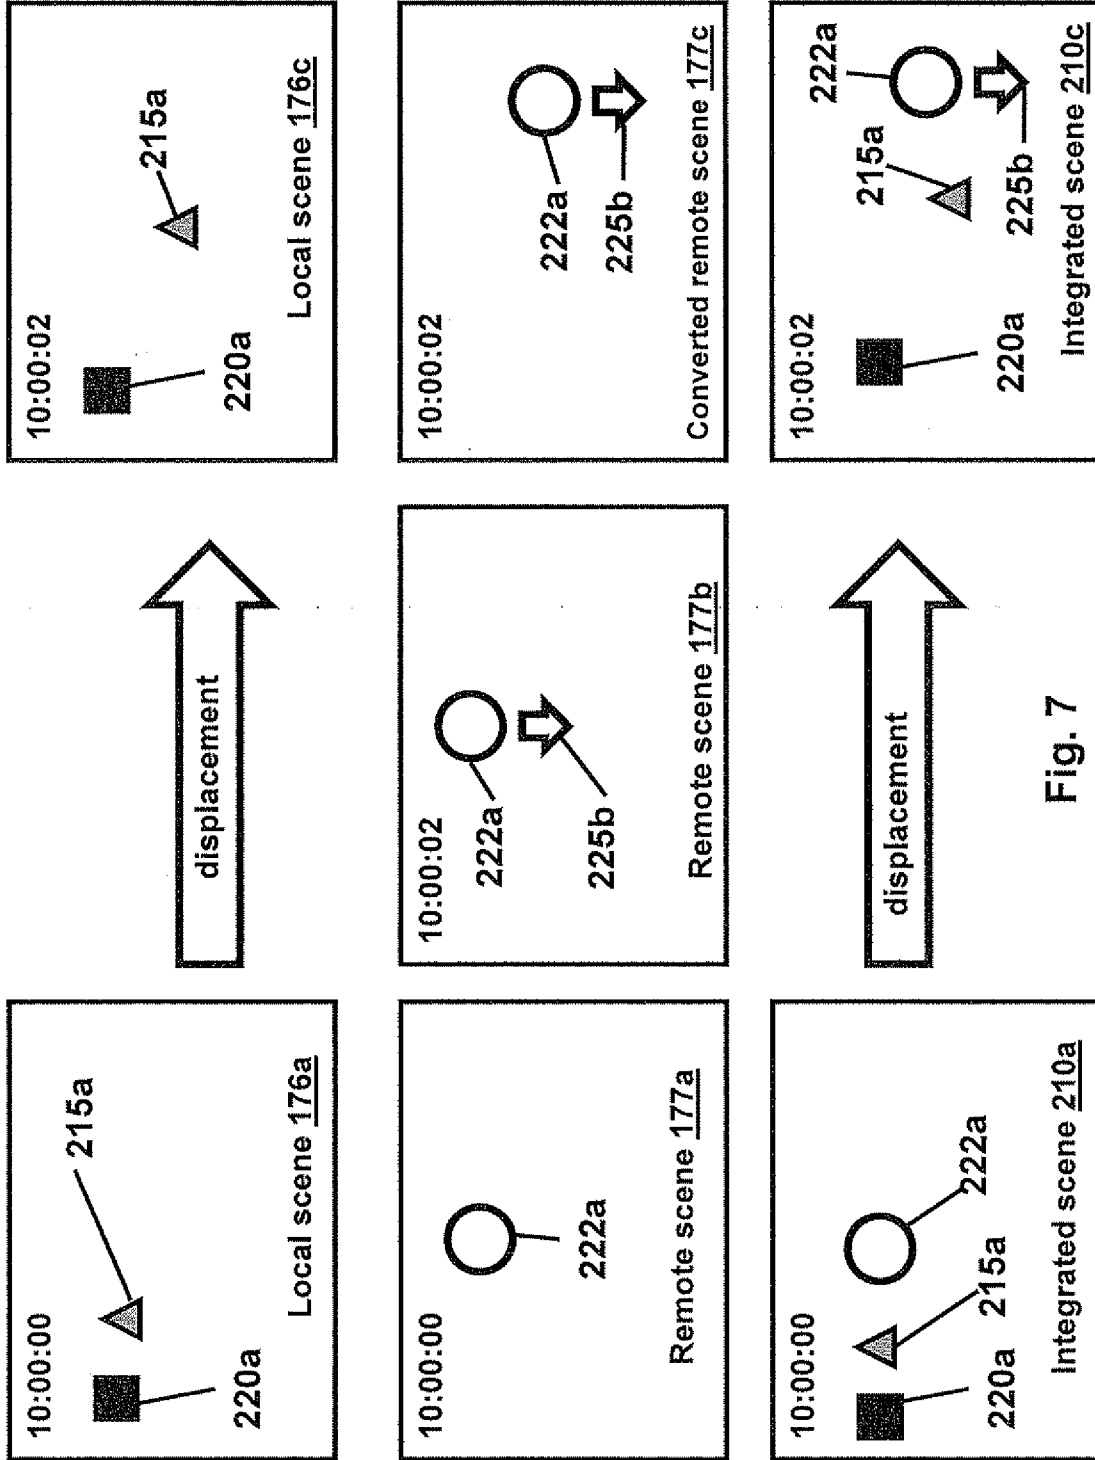 10:00:00
215a
220a
Local scene 176a
displacement
10:00:02
215a
220a
Local scene 176c
10:00:00
222a
Remote scene 177a
10:00:02
222a
225b
Remote scene 177b
10:00:02
222a
225b
Converted remote scene 177c
10:00:00
222a
215a
220a
Integrated scene 210a
displacement
10:00:02
222a
215a
225b
220a
Integrated scene 210c
Fig. 7